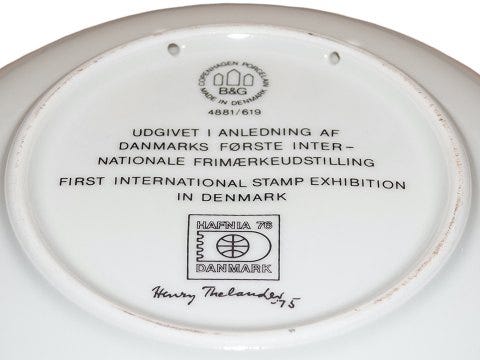 COPENHAGEN PORCELAIN
B&G
MADE IN DENMARK
4881/619
UDGIVET I ANLEDNING AF
DANMARKS FØRSTE INTER-
NATIONALE FRIMÆRKEUDSTILLING
FIRST INTERNATIONAL STAMP EXHIBITION
IN DENMARK
HAFNIA 76
DANMARK
Henry Thelander 75